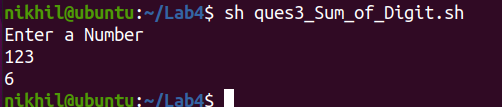 nikhil@ubuntu:~/Lab4$ sh ques3_Sum_of_Digit.sh
Enter a Number
123
6
nikhil@ubuntu:~/Lab4$